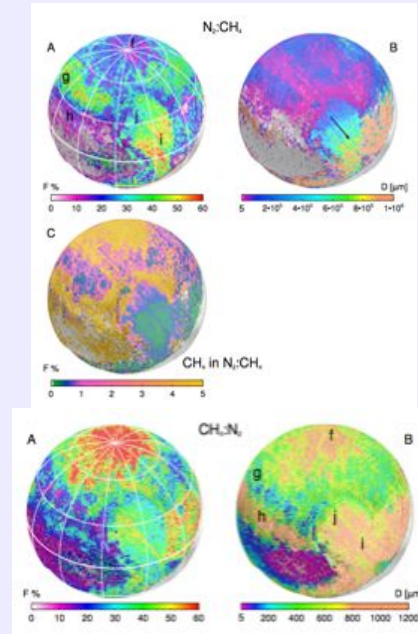 N₂:CH₄
A
B
f
g
h
j
i
F %
D [µm]
0 10 20 30 40 50 60
5 2•10⁵ 4•10⁵ 6•10⁵ 8•10⁵
C
CH₄ in N₂:CH₄
F %
0 1 2 3 4 5
A
CH₄:N₂
B
f
g
h
j
i
F %
D [µm]
0 10 20 30 40 50 60
5 200 400 600 800 1000 1200